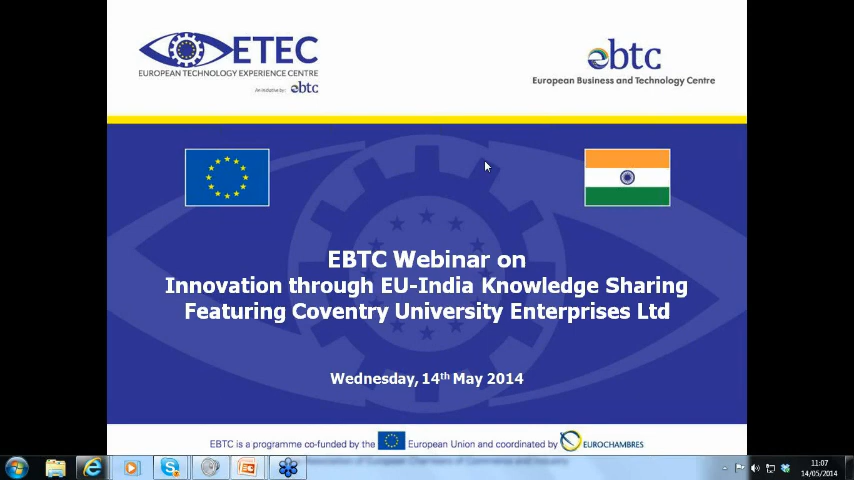 ETEC
EUROPEAN TECHNOLOGY EXPERIENCE CENTRE
An initiative by: ebtc
ebtc
European Business and Technology Centre
EBTC Webinar on
Innovation through EU-India Knowledge Sharing
Featuring Coventry University Enterprises Ltd
Wednesday, 14th May 2014
EBTC is a programme co-funded by the European Union and coordinated by EUROCHAMBRES
11:07
14/05/2014